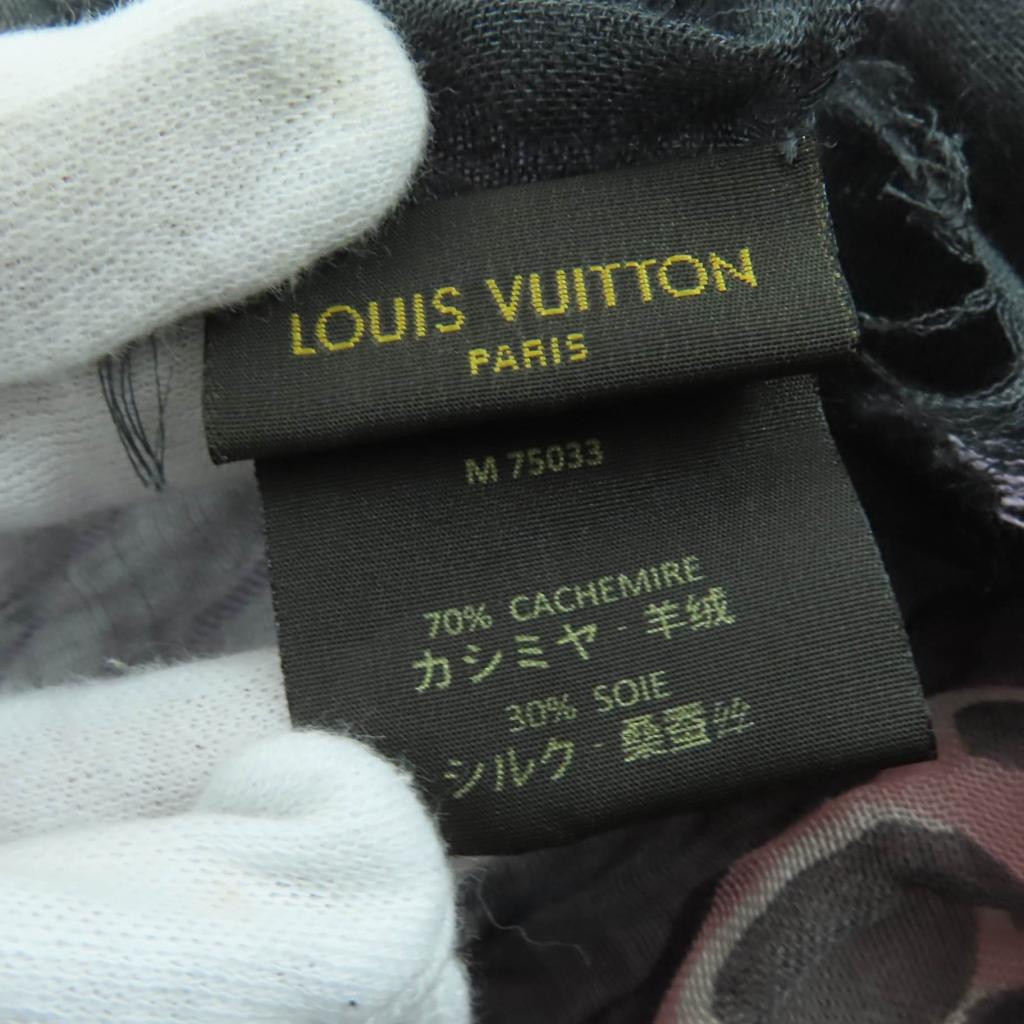 LOUIS VUITTON
PARIS
M 75033
70% CACHEMIRE
カシミヤ - 羊绒
30% SOIE
シルク - 桑蚕丝